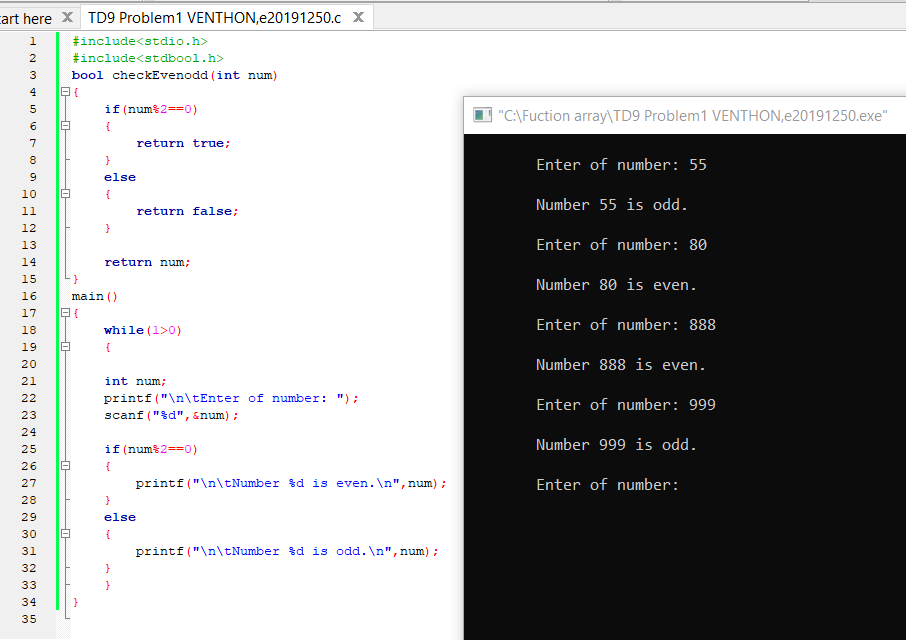 art here X TD9 Problem1 VENTHON,e20191250.c X
1 #include<stdio.h>
2 #include<stdbool.h>
3 bool checkEvenodd(int num)
4 {
5 if(num%2==0)
6 {
7 return true;
8 }
9 else
10 {
11 return false;
12 }
13
14 return num;
15 }
16 main()
17 {
18 while(1>0)
19 {
20
21 int num;
22 printf("\n\tEnter of number: ");
23 scanf("%d",&num);
24
25 if(num%2==0)
26 {
27 printf("\n\tNumber %d is even.\n",num);
28 }
29 else
30 {
31 printf("\n\tNumber %d is odd.\n",num);
32 }
33 }
34 }
35
"C:\Fuction array\TD9 Problem1 VENTHON,e20191250.exe"
Enter of number: 55
Number 55 is odd.
Enter of number: 80
Number 80 is even.
Enter of number: 888
Number 888 is even.
Enter of number: 999
Number 999 is odd.
Enter of number: